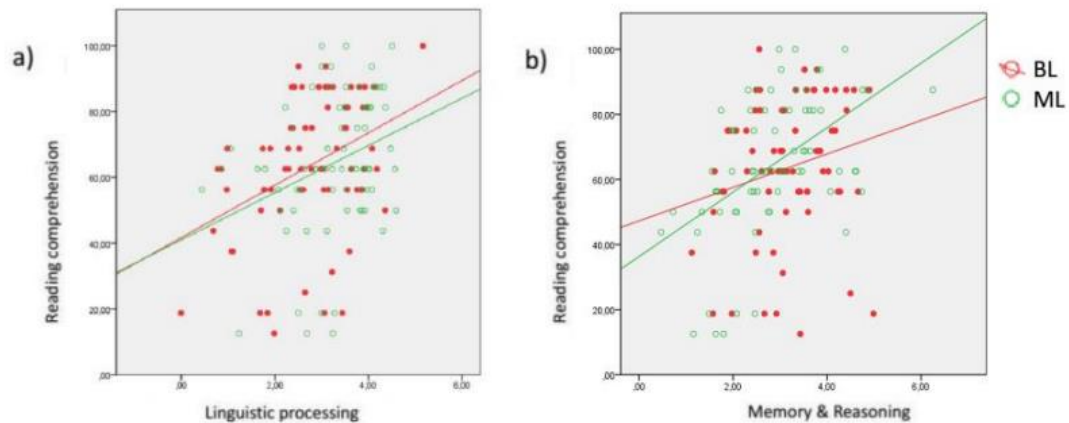 a)
Reading comprehension
100,00
80,00
60,00
40,00
20,00
,00
,00
2,00
4,00
6,00
Linguistic processing
b)
Reading comprehension
100,00
80,00
60,00
40,00
20,00
,00
,00
2,00
4,00
6,00
Memory & Reasoning
BL
ML